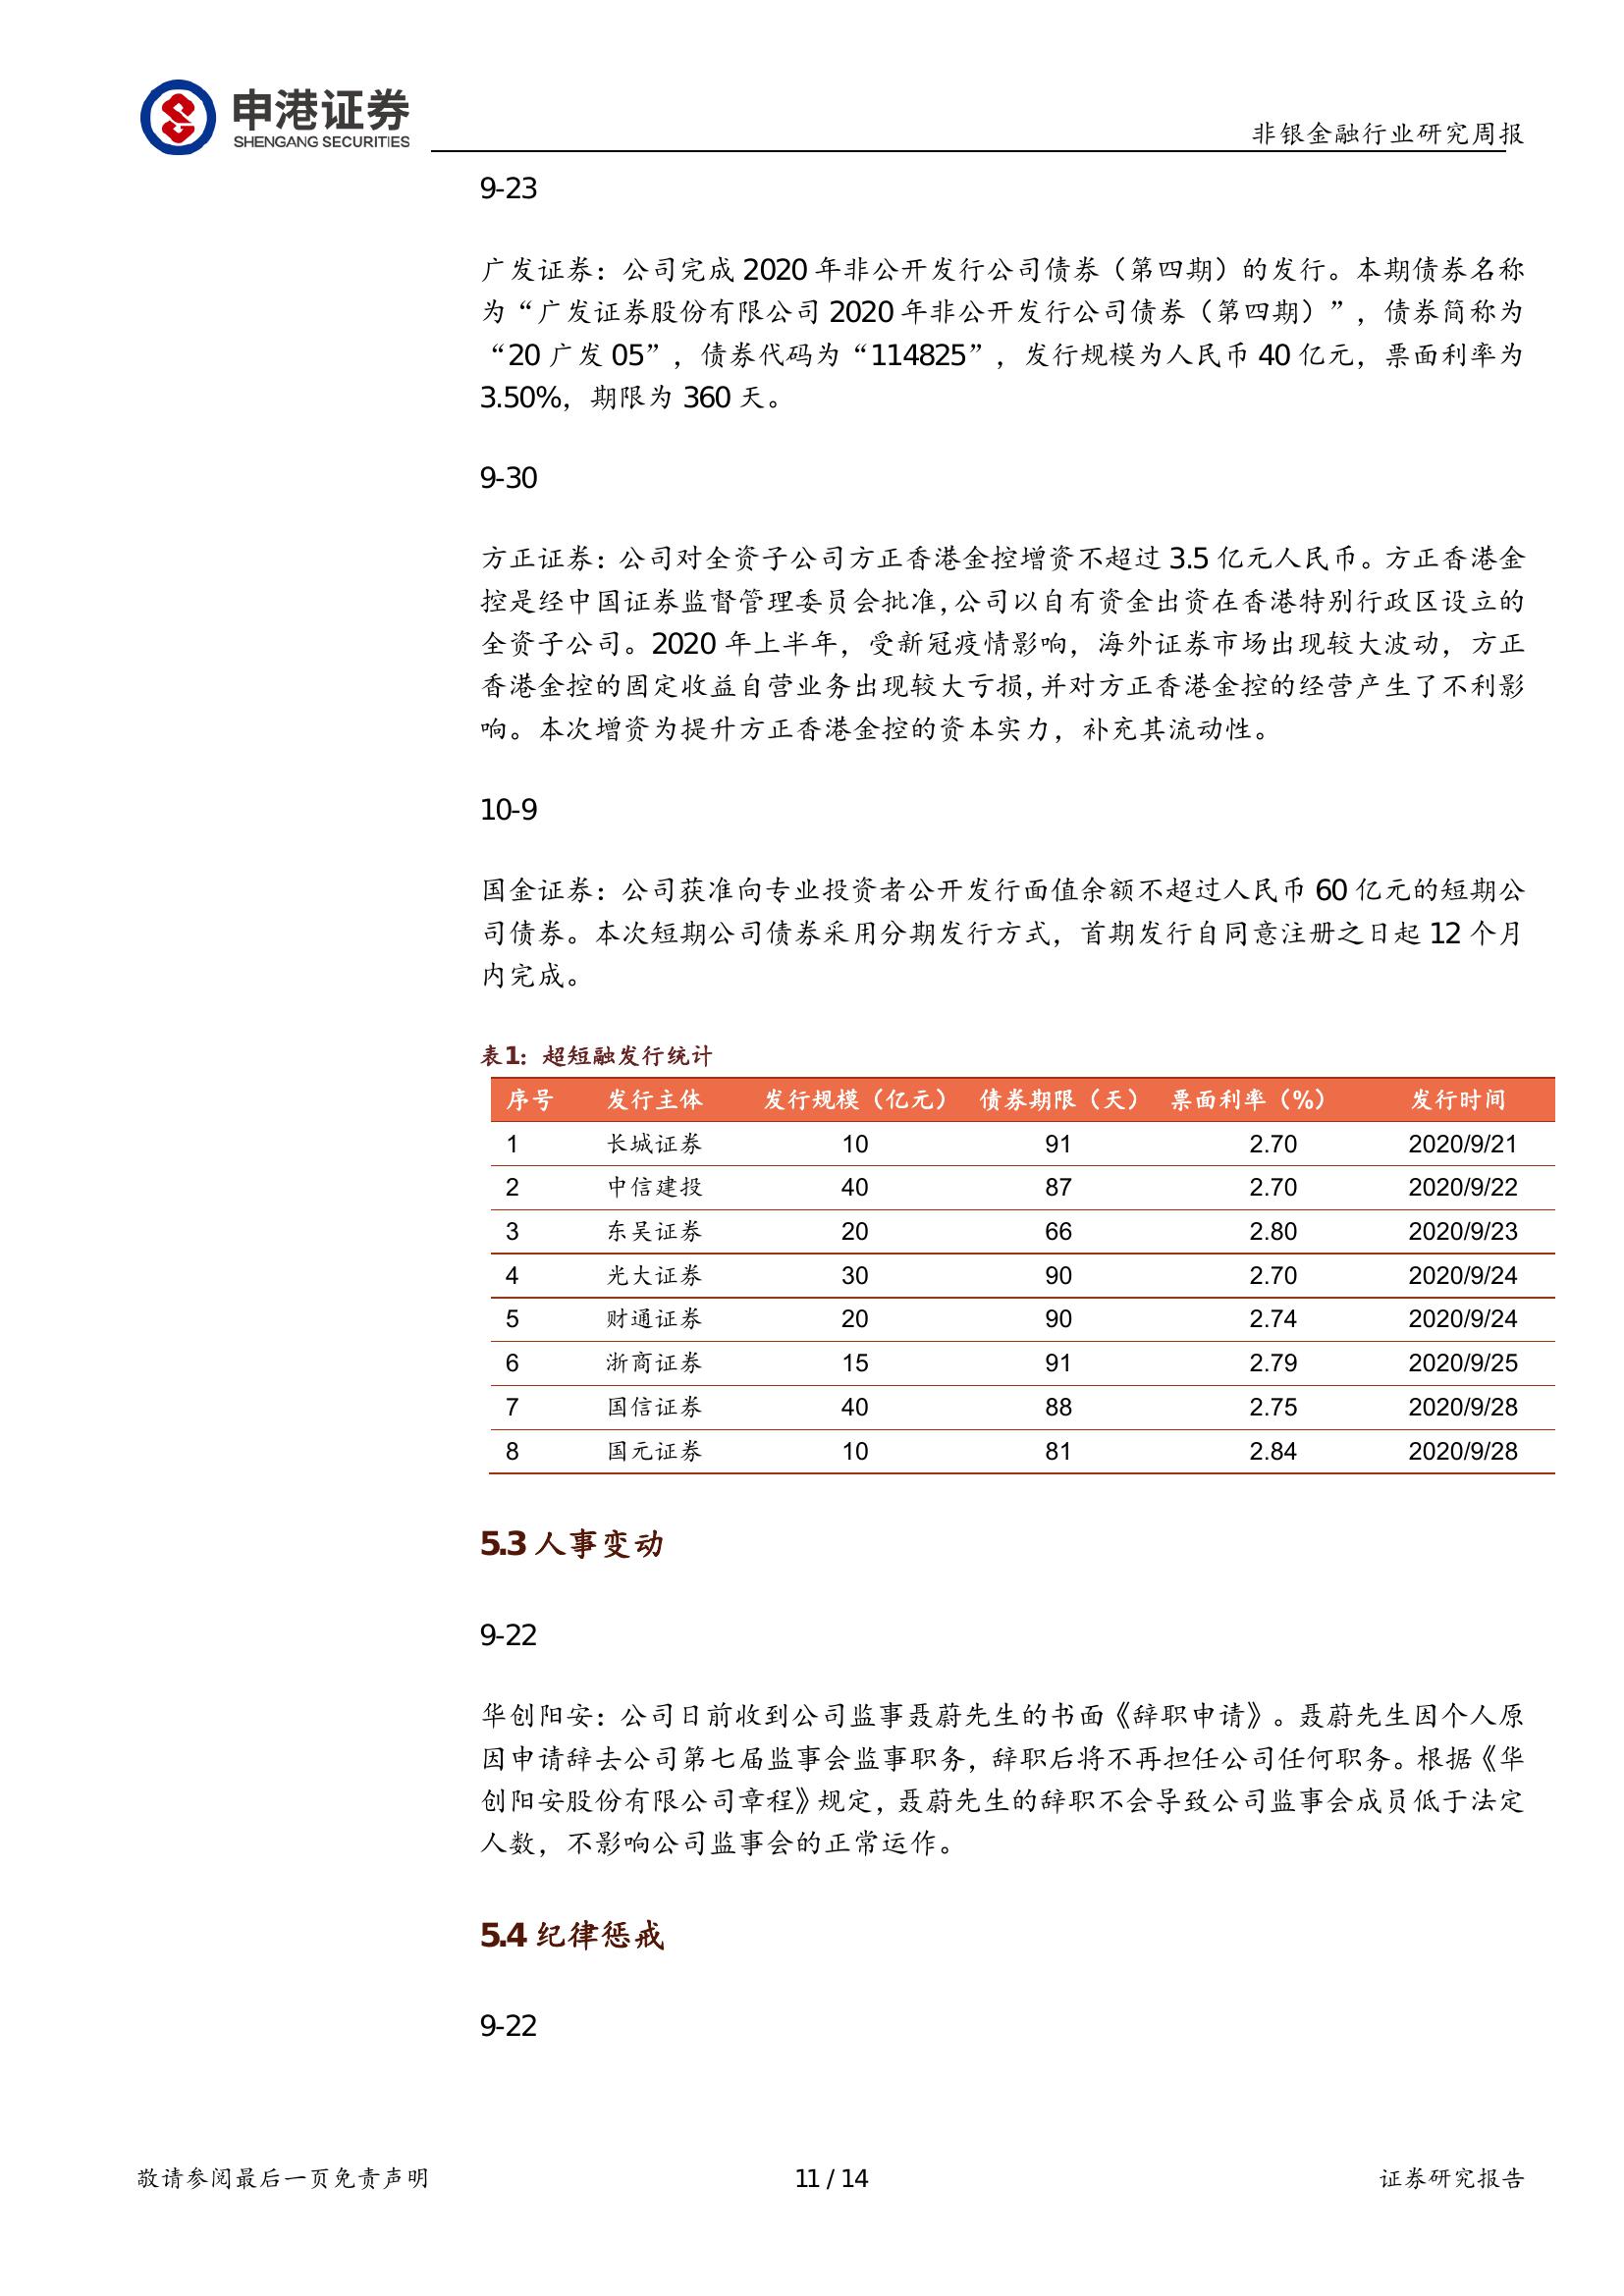 申港证券
SHENGANG SECURITIES
非银金融行业研究周报
9-23
广发证券：公司完成 2020 年非公开发行公司债券（第四期）的发行。本期债券名称
为“广发证券股份有限公司 2020 年非公开发行公司债券（第四期）”，债券简称为
“20 广发 05”，债券代码为“114825”，发行规模为人民币 40 亿元，票面利率为
3.50%，期限为 360 天。
9-30
方正证券：公司对全资子公司方正香港金控增资不超过 3.5 亿元人民币。方正香港金
控是经中国证券监督管理委员会批准，公司以自有资金出资在香港特别行政区设立的
全资子公司。2020 年上半年，受新冠疫情影响，海外证券市场出现较大波动，方正
香港金控的固定收益自营业务出现较大亏损，并对方正香港金控的经营产生了不利影
响。本次增资为提升方正香港金控的资本实力，补充其流动性。
10-9
国金证券：公司获准向专业投资者公开发行面值余额不超过人民币 60 亿元的短期公
司债券。本次短期公司债券采用分期发行方式，首期发行自同意注册之日起 12 个月
内完成。
表1：超短融发行统计
序号 发行主体 发行规模（亿元） 债券期限（天） 票面利率（%） 发行时间
1 长城证券 10 91 2.70 2020/9/21
2 中信建投 40 87 2.70 2020/9/22
3 东吴证券 20 66 2.80 2020/9/23
4 光大证券 30 90 2.70 2020/9/24
5 财通证券 20 90 2.74 2020/9/24
6 浙商证券 15 91 2.79 2020/9/25
7 国信证券 40 88 2.75 2020/9/28
8 国元证券 10 81 2.84 2020/9/28
5.3 人事变动
9-22
华创阳安：公司日前收到公司监事聂蔚先生的书面《辞职申请》。聂蔚先生因个人原
因申请辞去公司第七届监事会监事职务，辞职后将不再担任公司任何职务。根据《华
创阳安股份有限公司章程》规定，聂蔚先生的辞职不会导致公司监事会成员低于法定
人数，不影响公司监事会的正常运作。
5.4 纪律惩戒
9-22
敬请参阅最后一页免责声明 11 / 14 证券研究报告